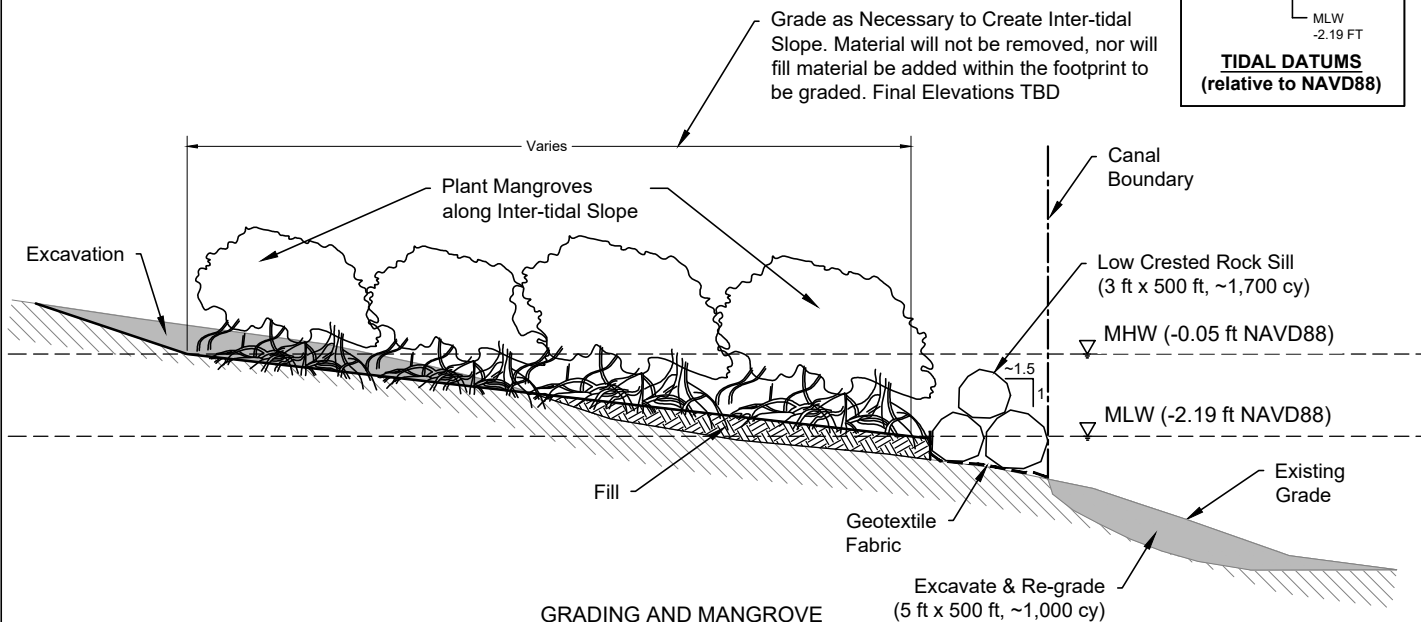 Grade as Necessary to Create Inter-tidal
Slope. Material will not be removed, nor will
fill material be added within the footprint to
be graded. Final Elevations TBD
MLW
-2.19 FT
TIDAL DATUMS
(relative to NAVD88)
Varies
Canal
Boundary
Plant Mangroves
along Inter-tidal Slope
Excavation
Low Crested Rock Sill
(3 ft x 500 ft, ~1,700 cy)
MHW (-0.05 ft NAVD88)
~1.5
1
MLW (-2.19 ft NAVD88)
Fill
Existing
Grade
Geotextile
Fabric
Excavate & Re-grade
(5 ft x 500 ft, ~1,000 cy)
GRADING AND MANGROVE